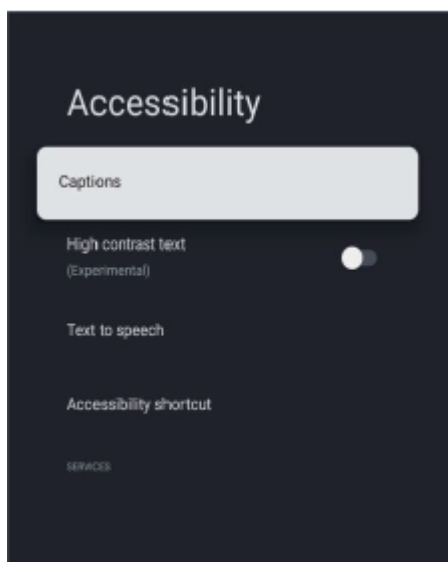 Accessibility
Captions
High contrast text
(Experimental)
Text to speech
Accessibility shortcut
SERVICES